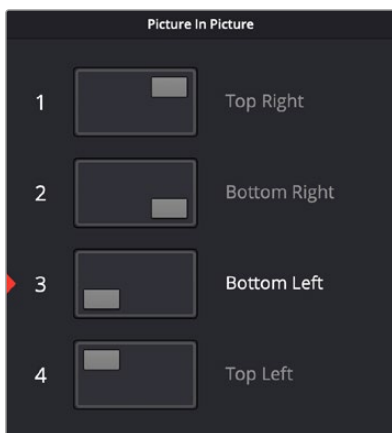 Picture In Picture
1 Top Right
2 Bottom Right
3 Bottom Left
4 Top Left